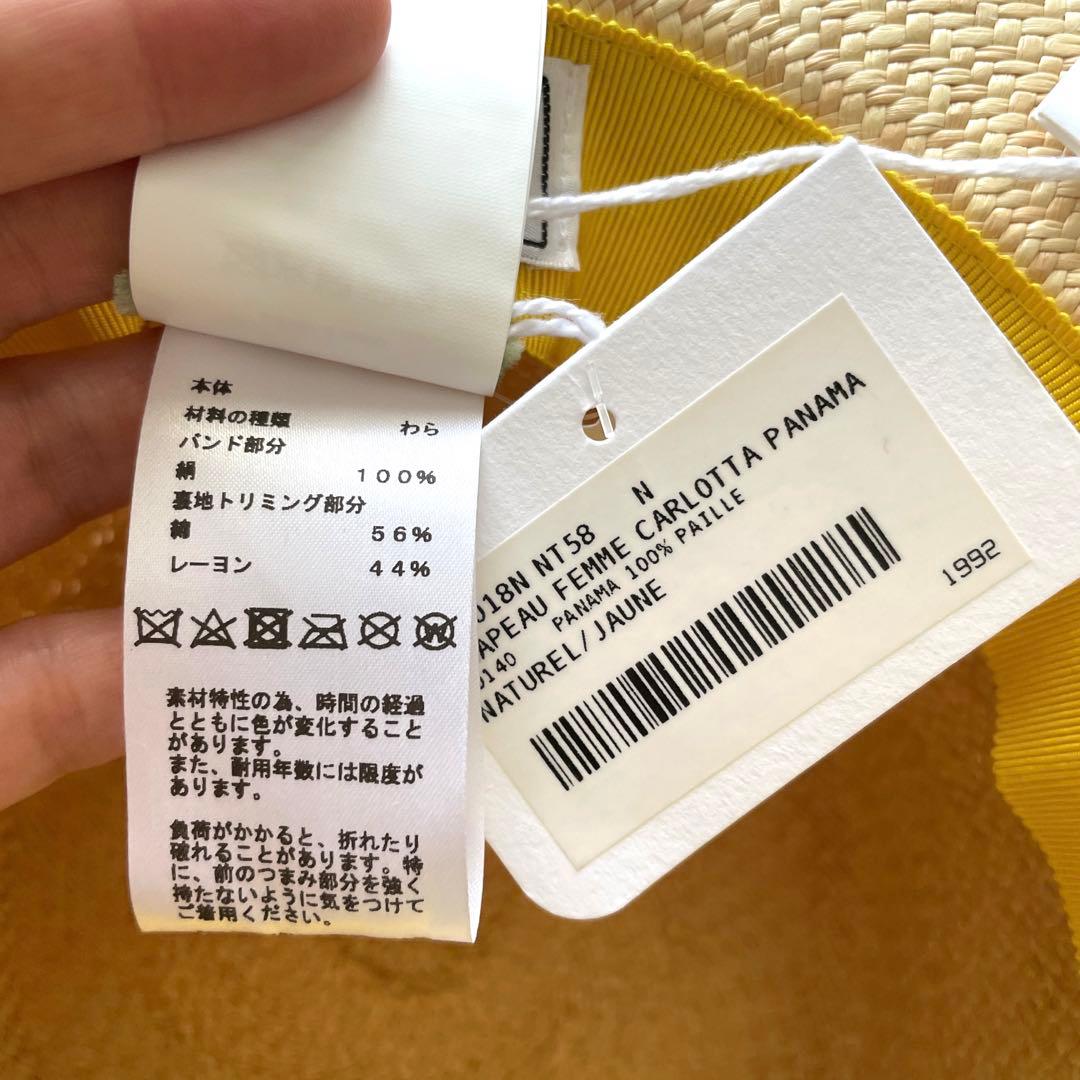 本体
材料の種類 わら
バンド部分
絹 100%
裏地トリミング部分
綿 56%
レーヨン 44%
W
素材特性の為、時間の経過
とともに色が変化すること
があります。
また、耐用年数には限度が
あります。
負荷がかかると、折れたり
破れることがあります。特
に、前のつまみ部分を強く
持たないように気をつけて
ご着用ください。
018N NT58 N
APEAU FEMME CARLOTTA PANAMA
PANAMA 100% PAILLE
140
NATUREL/JAUNE
1992